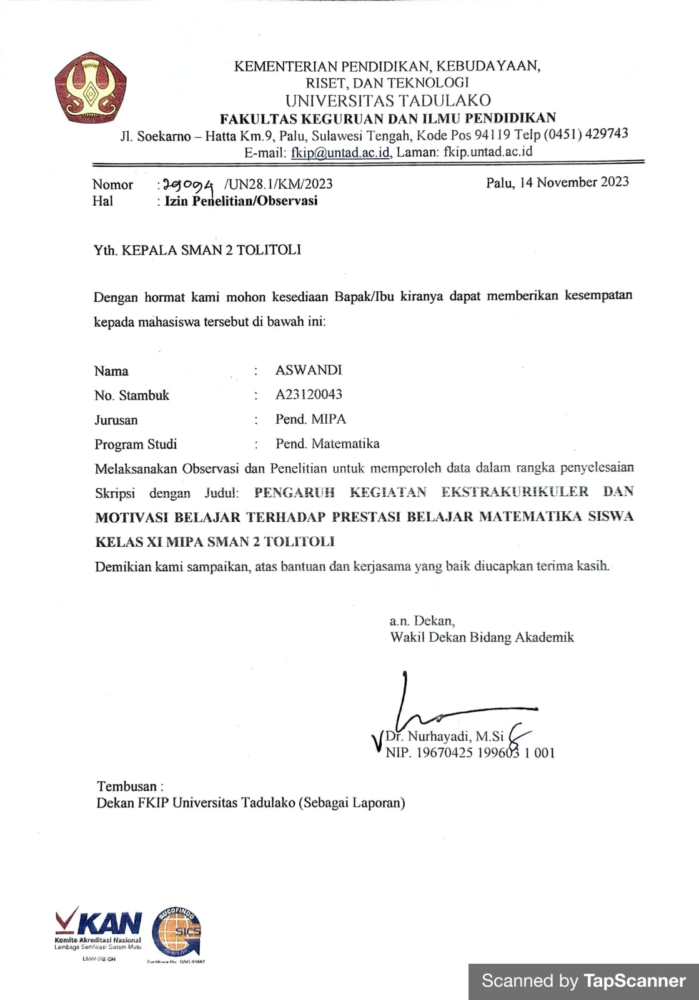 KEMENTERIAN PENDIDIKAN, KEBUDAYAAN,
RISET, DAN TEKNOLOGI
UNIVERSITAS TADULAKO
FAKULTAS KEGURUAN DAN ILMU PENDIDIKAN
Jl. Soekarno – Hatta Km.9, Palu, Sulawesi Tengah, Kode Pos 94119 Telp (0451) 429743
E-mail: fkip@untad.ac.id, Laman: fkip.untad.ac.id
Nomor : 29094 /UN28.1/KM/2023 Palu, 14 November 2023
Hal : Izin Penelitian/Observasi
Yth. KEPALA SMAN 2 TOLITOLI
Dengan hormat kami mohon kesediaan Bapak/Ibu kiranya dapat memberikan kesempatan
kepada mahasiswa tersebut di bawah ini:
Nama : ASWANDI
No. Stambuk : A23120043
Jurusan : Pend. MIPA
Program Studi : Pend. Matematika
Melaksanakan Observasi dan Penelitian untuk memperoleh data dalam rangka penyelesaian
Skripsi dengan Judul: PENGARUH KEGIATAN EKSTRAKURIKULER DAN
MOTIVASI BELAJAR TERHADAP PRESTASI BELAJAR MATEMATIKA SISWA
KELAS XI MIPA SMAN 2 TOLITOLI
Demikian kami sampaikan, atas bantuan dan kerjasama yang baik diucapkan terima kasih.
a.n. Dekan,
Wakil Dekan Bidang Akademik
Dr. Nurhayadi, M.Si
NIP. 19670425 199603 1 001
Tembusan :
Dekan FKIP Universitas Tadulako (Sebagai Laporan)
KAN
Komite Akreditasi Nasional
Lembaga Sertifikasi Sistem Mutu
LSSM-002-IDN
SUCOFINDO
SICS
Certificate No. QSC 01687
Scanned by TapScanner